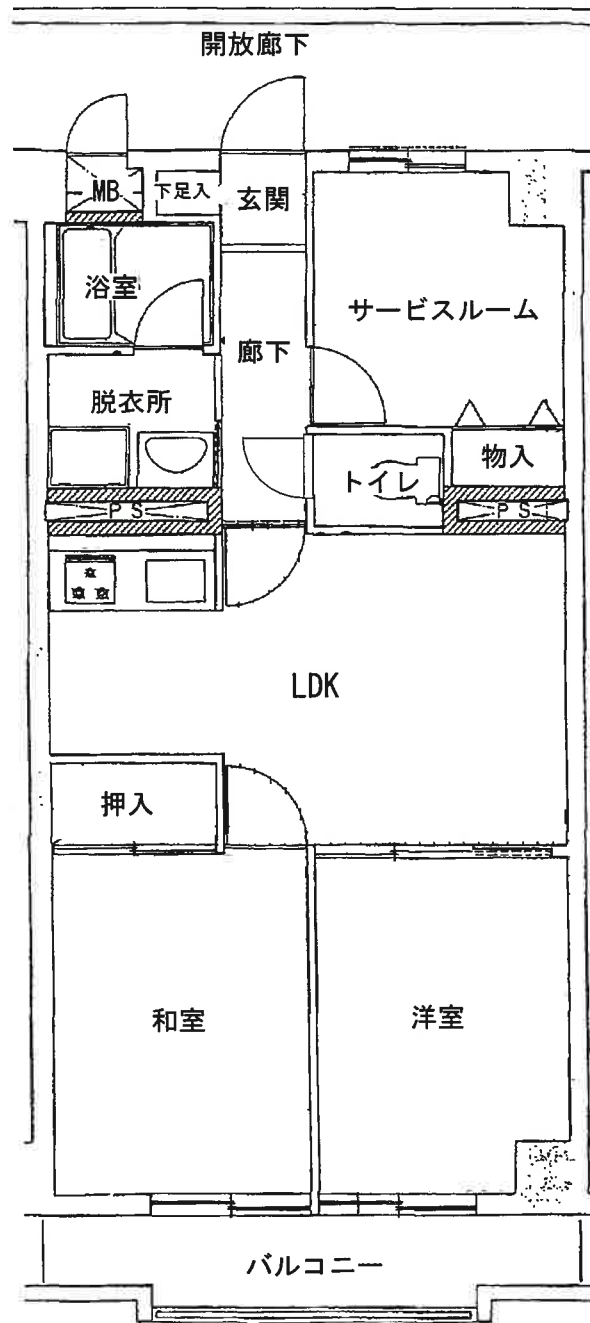 開放廊下
MB
下足入
玄関
浴室
サービスルーム
廊下
脱衣所
トイレ
物入
PS
PS
LDK
押入
和室
洋室
バルコニー